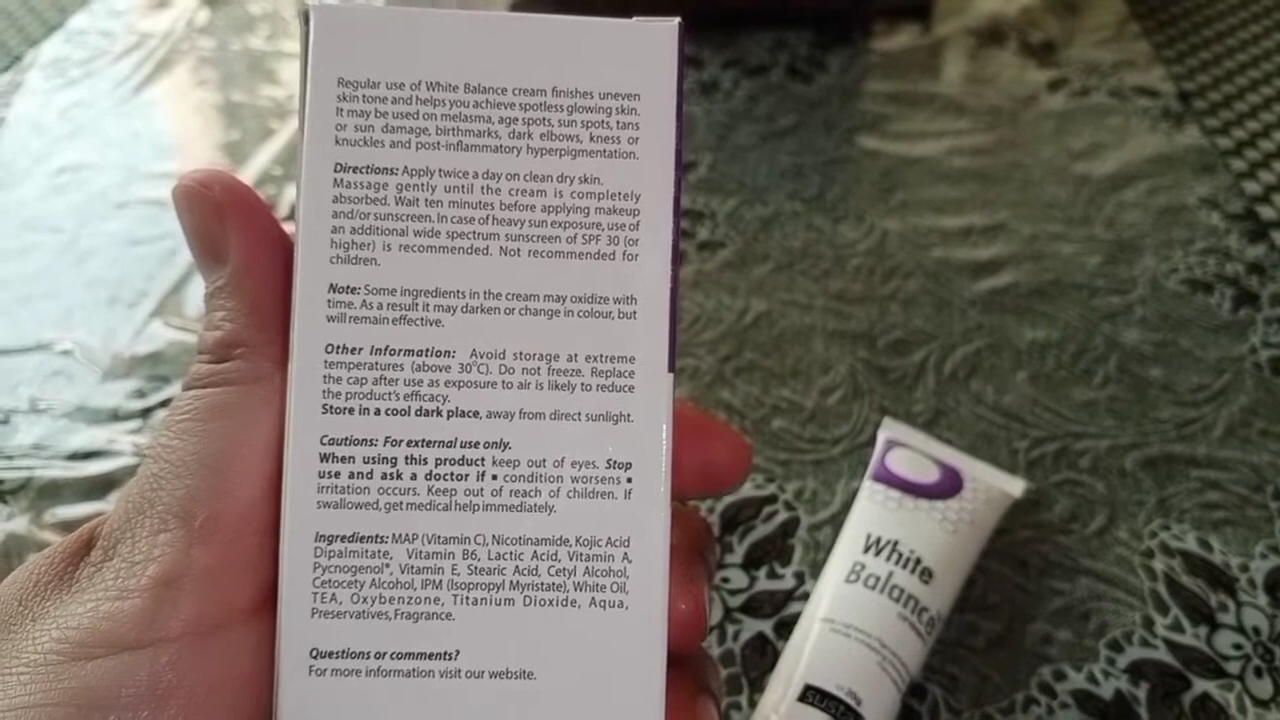 Regular use of White Balance cream finishes uneven
skin tone and helps you achieve spotless glowing skin.
It may be used on melasma, age spots, sun spots, tans
or sun damage, birthmarks, dark elbows, kness or
knuckles and post-inflammatory hyperpigmentation.
Directions: Apply twice a day on clean dry skin.
Massage gently until the cream is completely
absorbed. Wait ten minutes before applying makeup
and/or sunscreen. In case of heavy sun exposure, use of
an additional wide spectrum sunscreen of SPF 30 (or
higher) is recommended. Not recommended for
children.
Note: Some ingredients in the cream may oxidize with
time. As a result it may darken or change in colour, but
will remain effective.
Other Information: Avoid storage at extreme
temperatures (above 30°C). Do not freeze. Replace
the cap after use as exposure to air is likely to reduce
the product's efficacy.
Store in a cool dark place, away from direct sunlight.
Cautions: For external use only.
When using this product keep out of eyes. Stop
use and ask a doctor if ▪ condition worsens ▪
irritation occurs. Keep out of reach of children. If
swallowed, get medical help immediately.
Ingredients: MAP (Vitamin C), Nicotinamide, Kojic Acid
Dipalmitate, Vitamin B6, Lactic Acid, Vitamin A,
Pycnogenol®, Vitamin E, Stearic Acid, Cetyl Alcohol,
Cetocety Alcohol, IPM (Isopropyl Myristate), White Oil,
TEA, Oxybenzone, Titanium Dioxide, Aqua,
Preservatives, Fragrance.
Questions or comments?
For more information visit our website.
White
Balance